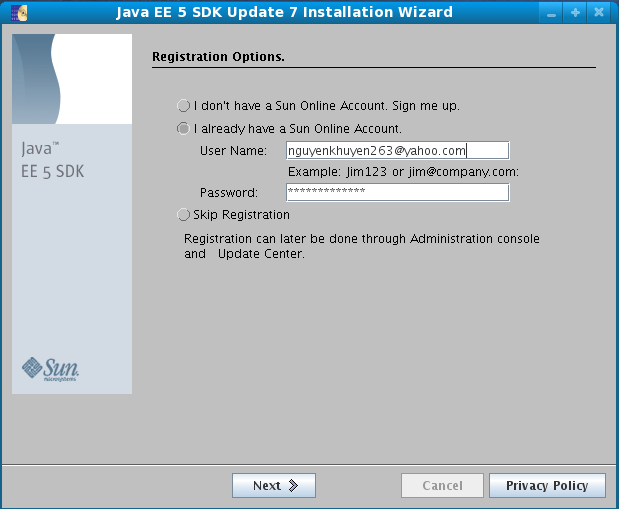 Java EE 5 SDK Update 7 Installation Wizard
Java™
EE 5 SDK
Sun
microsystems
Registration Options.
I don't have a Sun Online Account. Sign me up.
I already have a Sun Online Account.
User Name: nguyenkhuyen263@yahoo.com
Example: Jim123 or jim@company.com:
Password: *************
Skip Registration
Registration can later be done through Administration console
and Update Center.
Next
Cancel
Privacy Policy